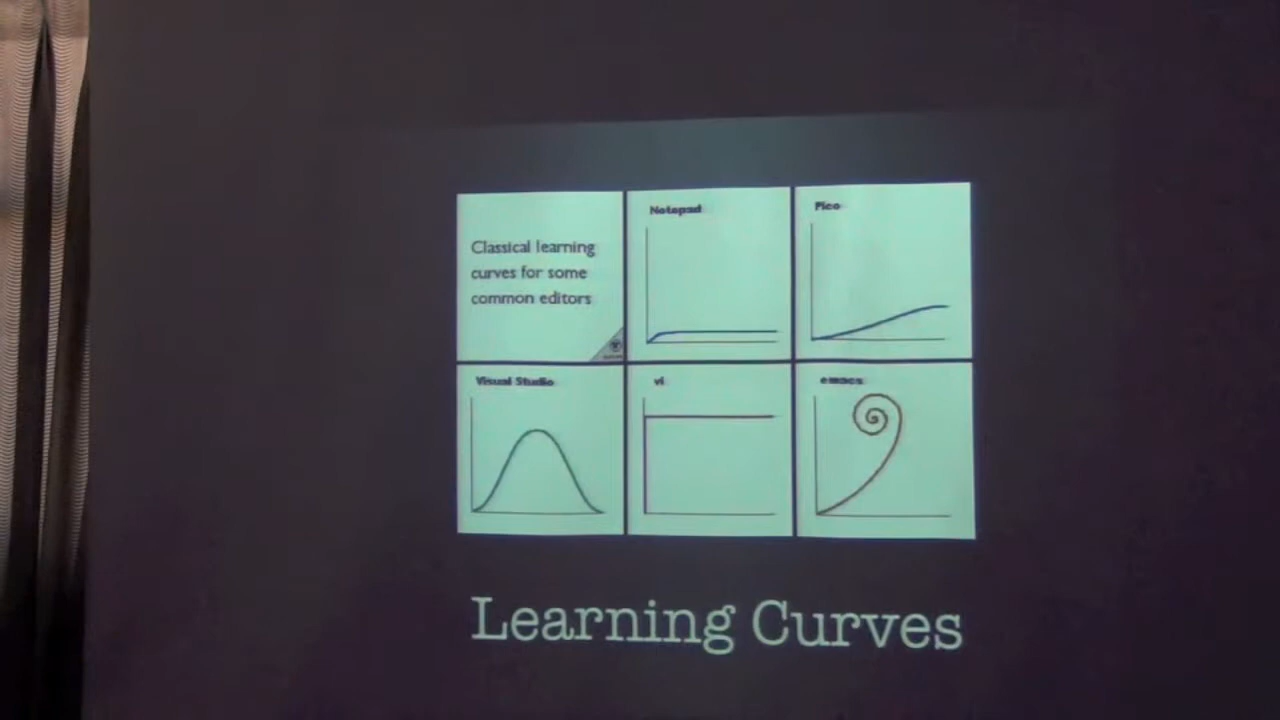 Classical learning
curves for some
common editors
Notepad
Pico
Visual Studio
vi
emacs
Learning Curves